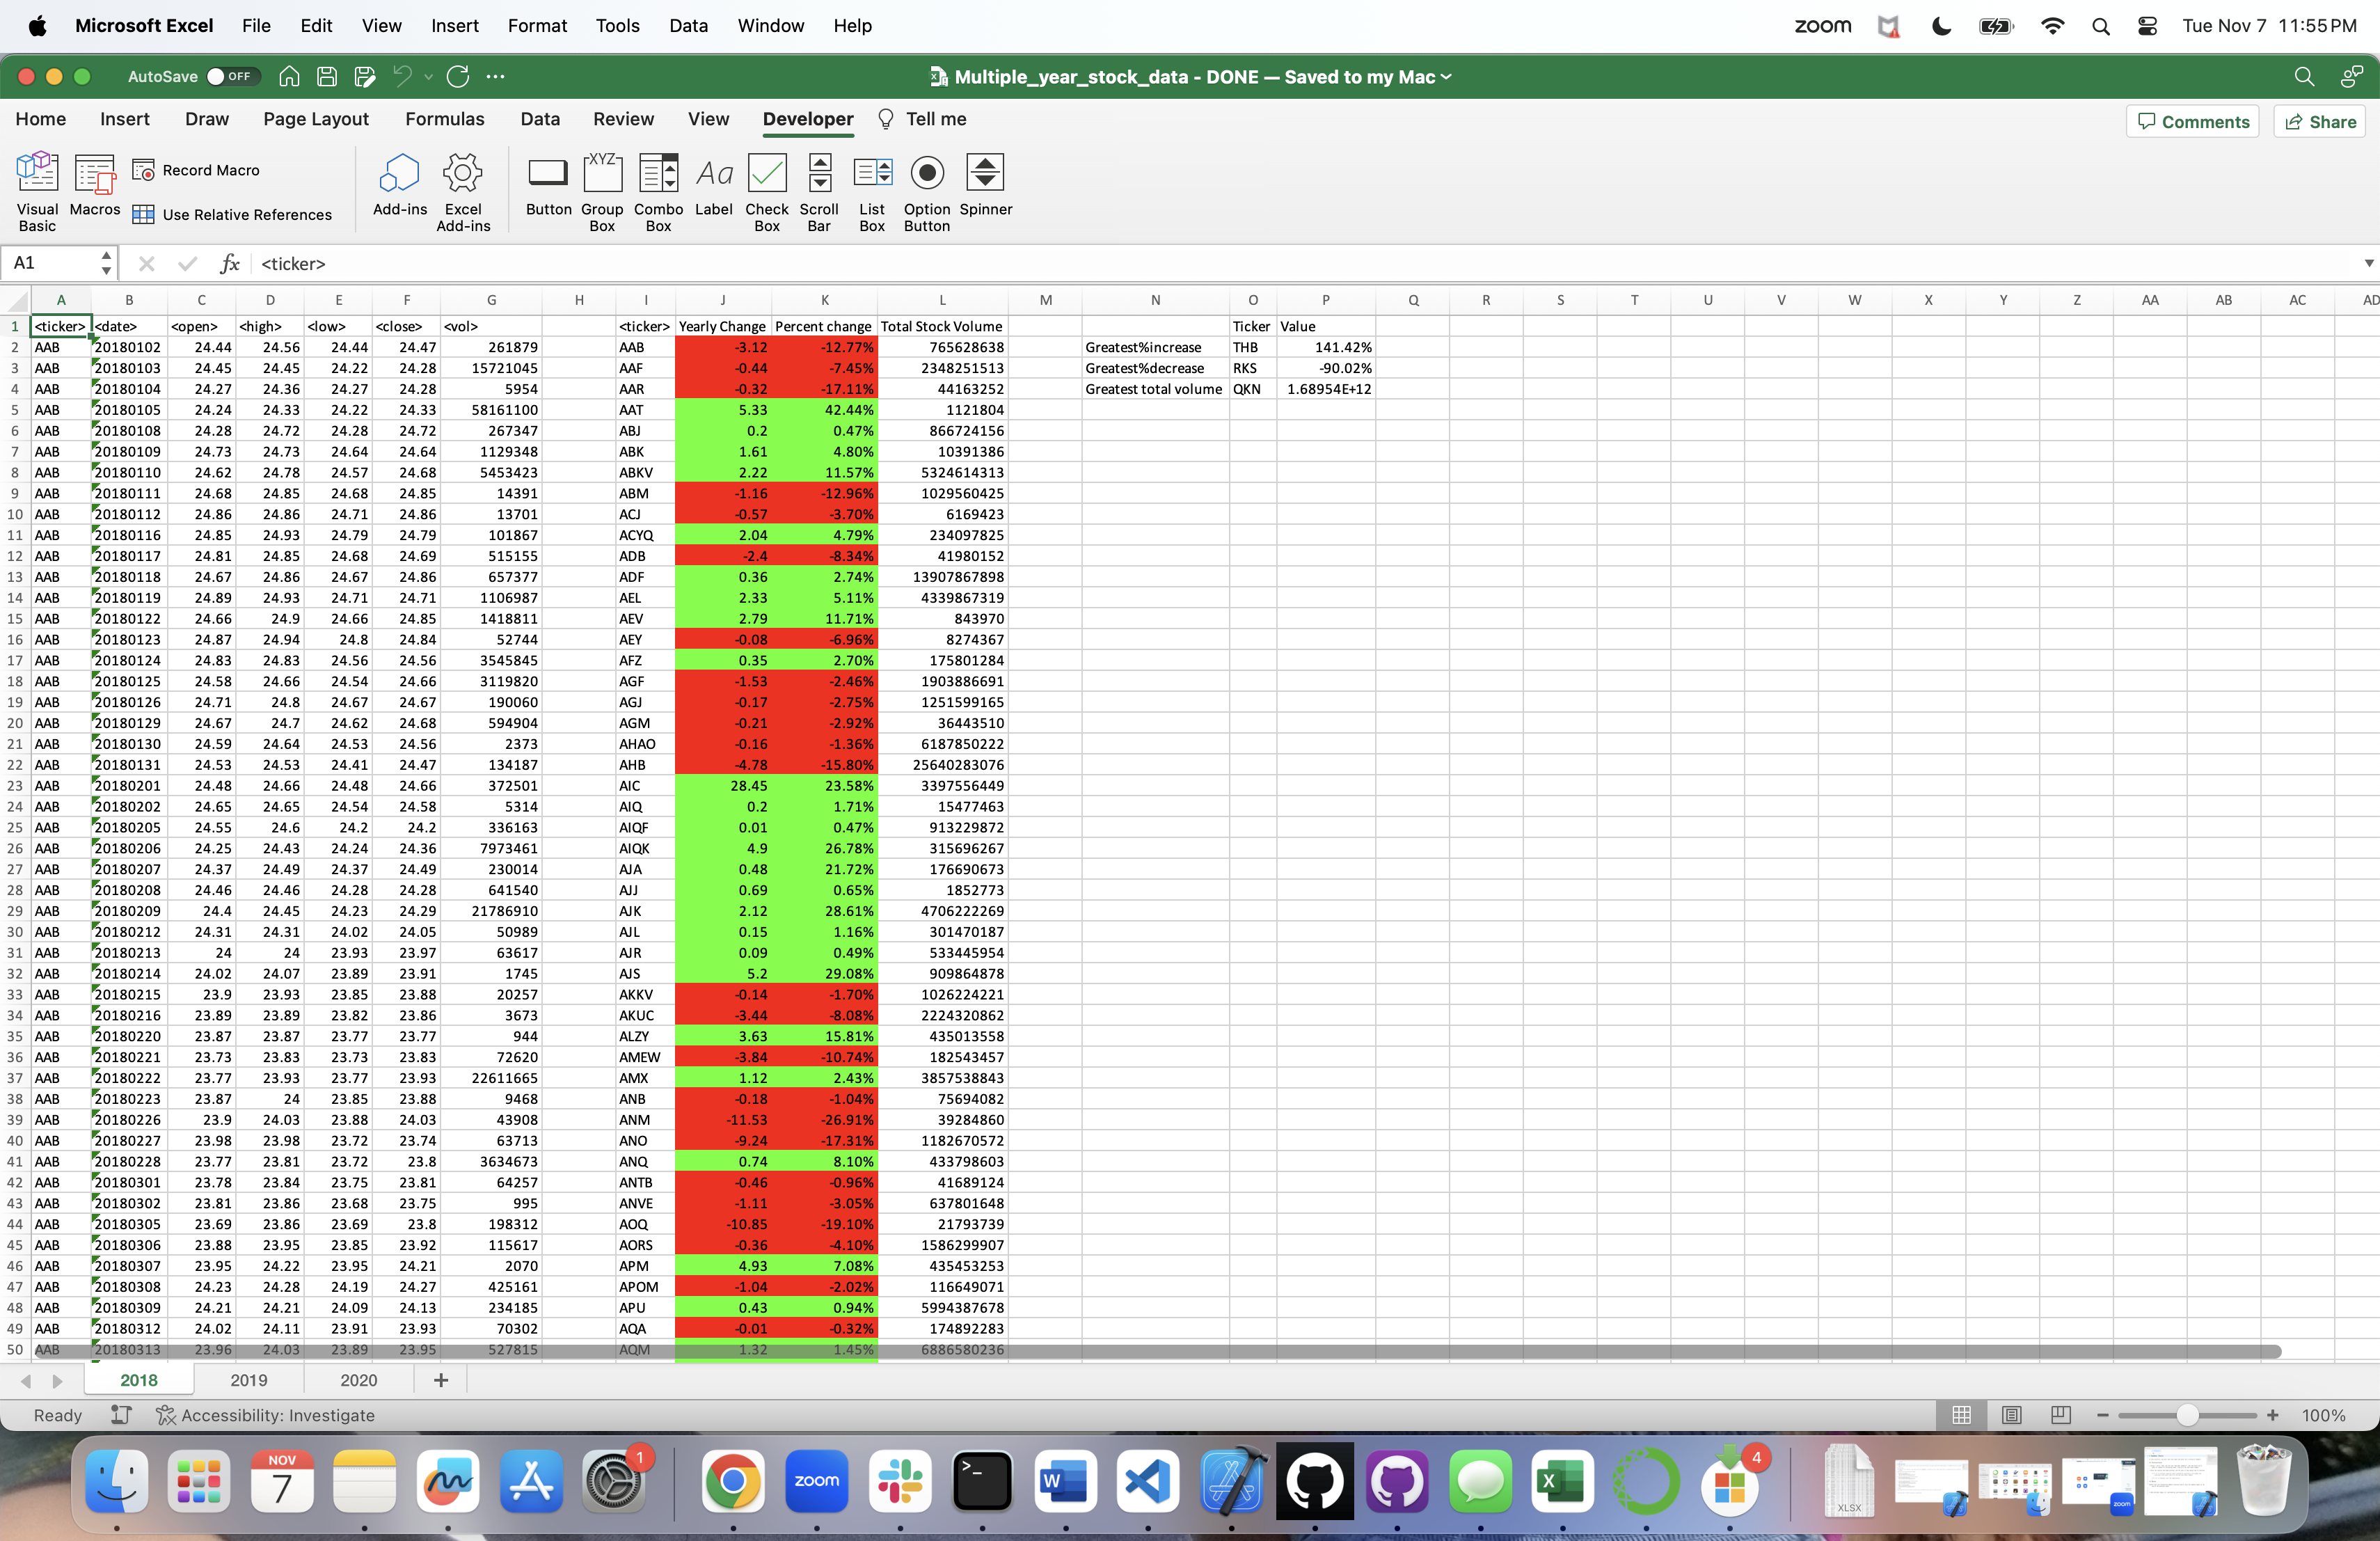 Microsoft Excel File Edit View Insert Format Tools Data Window Help zoom Tue Nov 7 11:55 PM
AutoSave OFF Multiple_year_stock_data - DONE — Saved to my Mac
Home Insert Draw Page Layout Formulas Data Review View Developer Tell me Comments Share
Record Macro
XYZ Aa
Visual Basic Macros Use Relative References Add-ins Excel Add-ins Button Group Box Combo Box Label Check Box Scroll Bar List Box Option Button Spinner
A1 fx <ticker>
A B C D E F G H I J K L M N O P Q R S T U V W X Y Z AA AB AC AD
1 <ticker> <date> <open> <high> <low> <close> <vol> <ticker> Yearly Change Percent change Total Stock Volume Ticker Value
2 AAB 20180102 24.44 24.56 24.44 24.47 261879 AAB -3.12 -12.77% 765628638 Greatest%increase THB 141.42%
3 AAB 20180103 24.45 24.45 24.22 24.28 15721045 AAF -0.44 -7.45% 2348251513 Greatest%decrease RKS -90.02%
4 AAB 20180104 24.27 24.36 24.27 24.28 5954 AAR -0.32 -17.11% 44163252 Greatest total volume QKN 1.68954E+12
5 AAB 20180105 24.24 24.33 24.22 24.33 58161100 AAT 5.33 42.44% 1121804
6 AAB 20180108 24.28 24.72 24.28 24.72 267347 ABJ 0.2 0.47% 866724156
7 AAB 20180109 24.73 24.73 24.64 24.64 1129348 ABK 1.61 4.80% 10391386
8 AAB 20180110 24.62 24.78 24.57 24.68 5453423 ABKV 2.22 11.57% 5324614313
9 AAB 20180111 24.68 24.85 24.68 24.85 14391 ABM -1.16 -12.96% 1029560425
10 AAB 20180112 24.86 24.86 24.71 24.86 13701 ACJ -0.57 -3.70% 6169423
11 AAB 20180116 24.85 24.93 24.79 24.79 101867 ACYQ 2.04 4.79% 234097825
12 AAB 20180117 24.81 24.85 24.68 24.69 515155 ADB -2.4 -8.34% 41980152
13 AAB 20180118 24.67 24.86 24.67 24.86 657377 ADF 0.36 2.74% 13907867898
14 AAB 20180119 24.89 24.93 24.71 24.71 1106987 AEL 2.33 5.11% 4339867319
15 AAB 20180122 24.66 24.9 24.66 24.85 1418811 AEV 2.79 11.71% 843970
16 AAB 20180123 24.87 24.94 24.8 24.84 52744 AEY -0.08 -6.96% 8274367
17 AAB 20180124 24.83 24.83 24.56 24.56 3545845 AFZ 0.35 2.70% 175801284
18 AAB 20180125 24.58 24.66 24.54 24.66 3119820 AGF -1.53 -2.46% 1903886691
19 AAB 20180126 24.71 24.8 24.67 24.67 190060 AGJ -0.17 -2.75% 1251599165
20 AAB 20180129 24.67 24.7 24.62 24.68 594904 AGM -0.21 -2.92% 36443510
21 AAB 20180130 24.59 24.64 24.53 24.56 2373 AHAO -0.16 -1.36% 6187850222
22 AAB 20180131 24.53 24.53 24.41 24.47 134187 AHB -4.78 -15.80% 25640283076
23 AAB 20180201 24.48 24.66 24.48 24.66 372501 AIC 28.45 23.58% 3397556449
24 AAB 20180202 24.65 24.65 24.54 24.58 5314 AIQ 0.2 1.71% 15477463
25 AAB 20180205 24.55 24.6 24.2 24.2 336163 AIQF 0.01 0.47% 913229872
26 AAB 20180206 24.25 24.43 24.24 24.36 7973461 AIQK 4.9 26.78% 315696267
27 AAB 20180207 24.37 24.49 24.37 24.49 230014 AJA 0.48 21.72% 176690673
28 AAB 20180208 24.46 24.46 24.28 24.28 641540 AJJ 0.69 0.65% 1852773
29 AAB 20180209 24.4 24.45 24.23 24.29 21786910 AJK 2.12 28.61% 4706222269
30 AAB 20180212 24.31 24.31 24.02 24.05 50989 AJL 0.15 1.16% 301470187
31 AAB 20180213 24 24 23.93 23.97 63617 AJR 0.09 0.49% 533445954
32 AAB 20180214 24.02 24.07 23.89 23.91 1745 AJS 5.2 29.08% 909864878
33 AAB 20180215 23.9 23.93 23.85 23.88 20257 AKKV -0.14 -1.70% 1026224221
34 AAB 20180216 23.89 23.89 23.82 23.86 3673 AKUC -3.44 -8.08% 2224320862
35 AAB 20180220 23.87 23.87 23.77 23.77 944 ALZY 3.63 15.81% 435013558
36 AAB 20180221 23.73 23.83 23.73 23.83 72620 AMEW -3.84 -10.74% 182543457
37 AAB 20180222 23.77 23.93 23.77 23.93 22611665 AMX 1.12 2.43% 3857538843
38 AAB 20180223 23.87 24 23.85 23.88 9468 ANB -0.18 -1.04% 75694082
39 AAB 20180226 23.9 24.03 23.88 24.03 43908 ANM -11.53 -26.91% 39284860
40 AAB 20180227 23.98 23.98 23.72 23.74 63713 ANO -9.24 -17.31% 1182670572
41 AAB 20180228 23.77 23.81 23.72 23.8 3634673 ANQ 0.74 8.10% 433798603
42 AAB 20180301 23.78 23.84 23.75 23.81 64257 ANTB -0.46 -0.96% 41689124
43 AAB 20180302 23.81 23.86 23.68 23.75 995 ANVE -1.11 -3.05% 637801648
44 AAB 20180305 23.69 23.86 23.69 23.8 198312 AOQ -10.85 -19.10% 21793739
45 AAB 20180306 23.88 23.95 23.85 23.92 115617 AORS -0.36 -4.10% 1586299907
46 AAB 20180307 23.95 24.22 23.95 24.21 2070 APM 4.93 7.08% 435453253
47 AAB 20180308 24.23 24.28 24.19 24.27 425161 APOM -1.04 -2.02% 116649071
48 AAB 20180309 24.21 24.21 24.09 24.13 234185 APU 0.43 0.94% 5994387678
49 AAB 20180312 24.02 24.11 23.91 23.93 70302 AQA -0.01 -0.32% 174892283
50 AAB 20180313 23.96 24.03 23.89 23.95 527815 AQM 1.32 1.45% 6886580236
2018 2019 2020 +
Ready Accessibility: Investigate 100%
NOV 7 1 zoom >_ W X 4 XLSX zoom